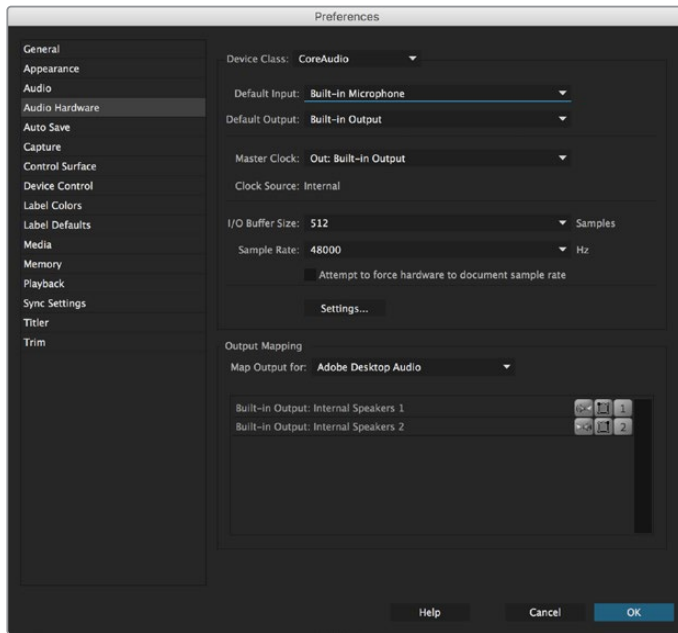 Preferences
General
Appearance
Audio
Audio Hardware
Auto Save
Capture
Control Surface
Device Control
Label Colors
Label Defaults
Media
Memory
Playback
Sync Settings
Titler
Trim
Device Class: CoreAudio
Default Input: Built-in Microphone
Default Output: Built-in Output
Master Clock: Out: Built-in Output
Clock Source: Internal
I/O Buffer Size: 512 Samples
Sample Rate: 48000 Hz
Attempt to force hardware to document sample rate
Settings...
Output Mapping
Map Output for: Adobe Desktop Audio
Built-in Output: Internal Speakers 1 1
Built-in Output: Internal Speakers 2 2
Help Cancel OK